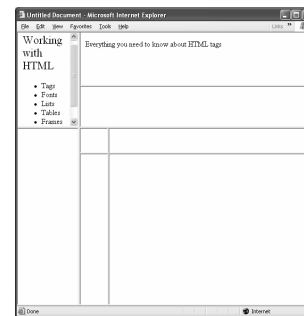 Untitled Document - Microsoft Internet Explorer
File Edit View Favorites Tools Help
Links »
Working
with
HTML
• Tags
• Fonts
• Lists
• Tables
• Frames
Everything you need to know about HTML tags
Done
Internet